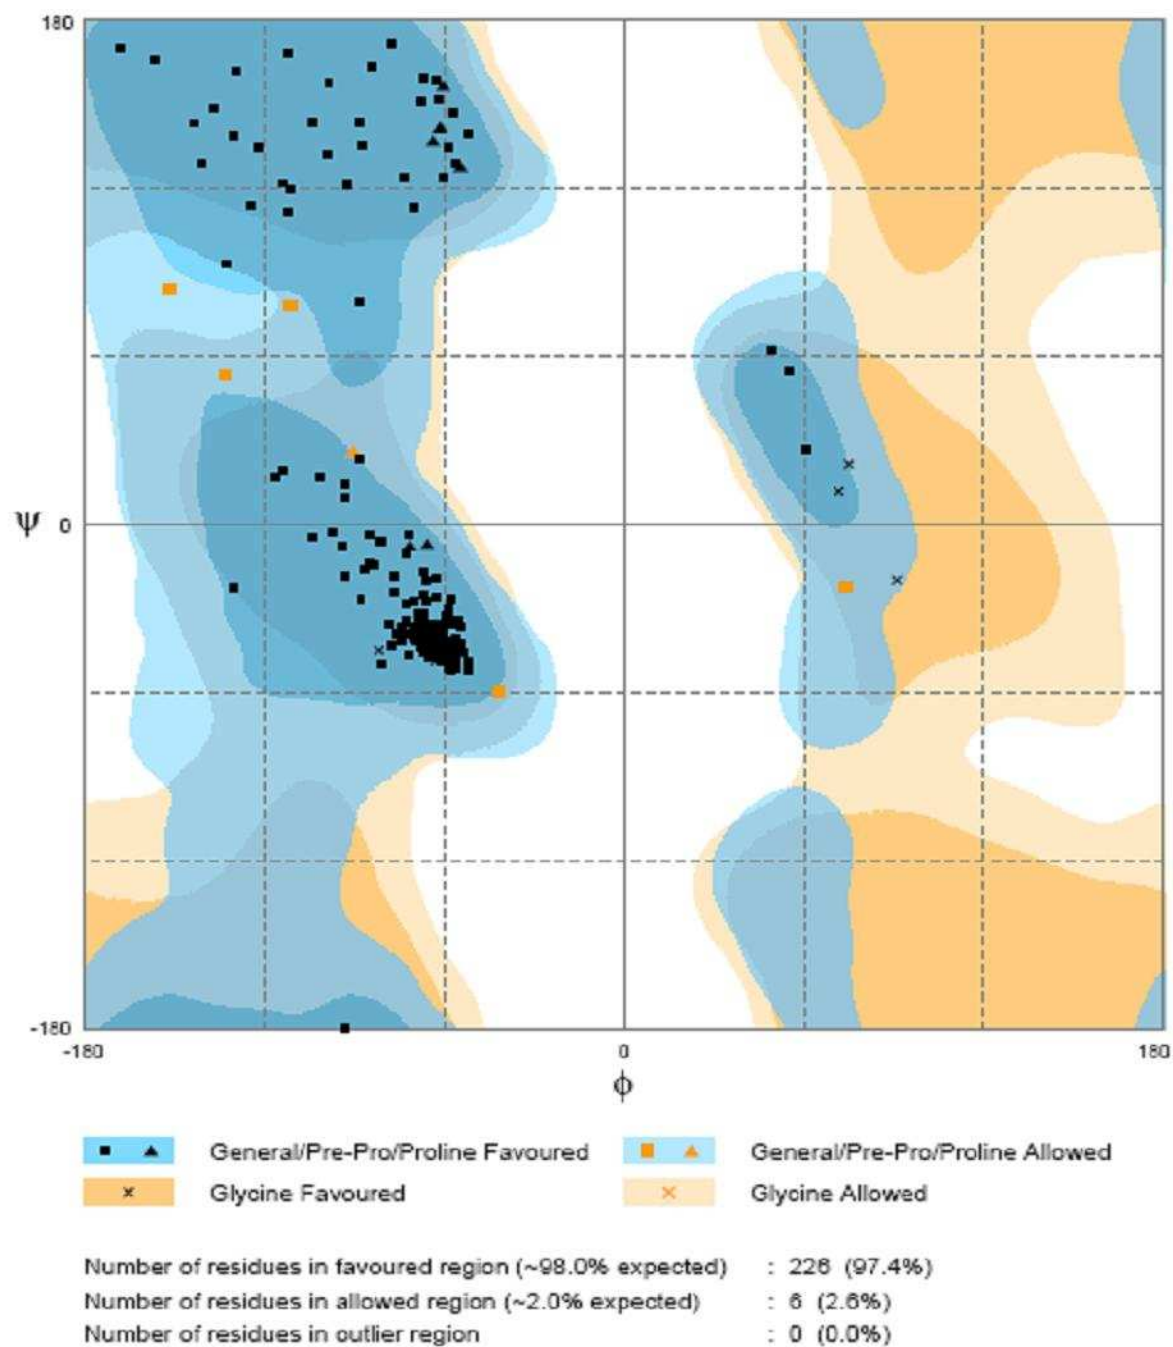 180
Ψ 0
-180
-180 0 180
ϕ
General/Pre-Pro/Proline Favoured General/Pre-Pro/Proline Allowed
Glycine Favoured Glycine Allowed
Number of residues in favoured region (~98.0% expected) : 226 (97.4%)
Number of residues in allowed region (~2.0% expected) : 6 (2.6%)
Number of residues in outlier region : 0 (0.0%)